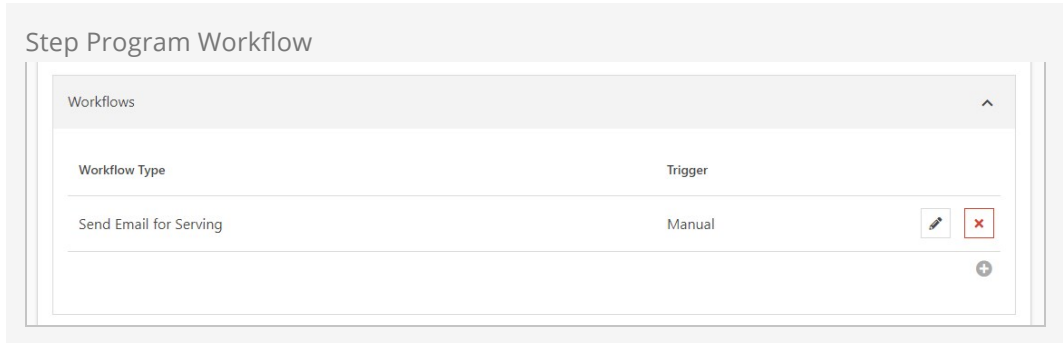 Step Program Workflow
Workflows
Workflow Type Trigger
Send Email for Serving Manual